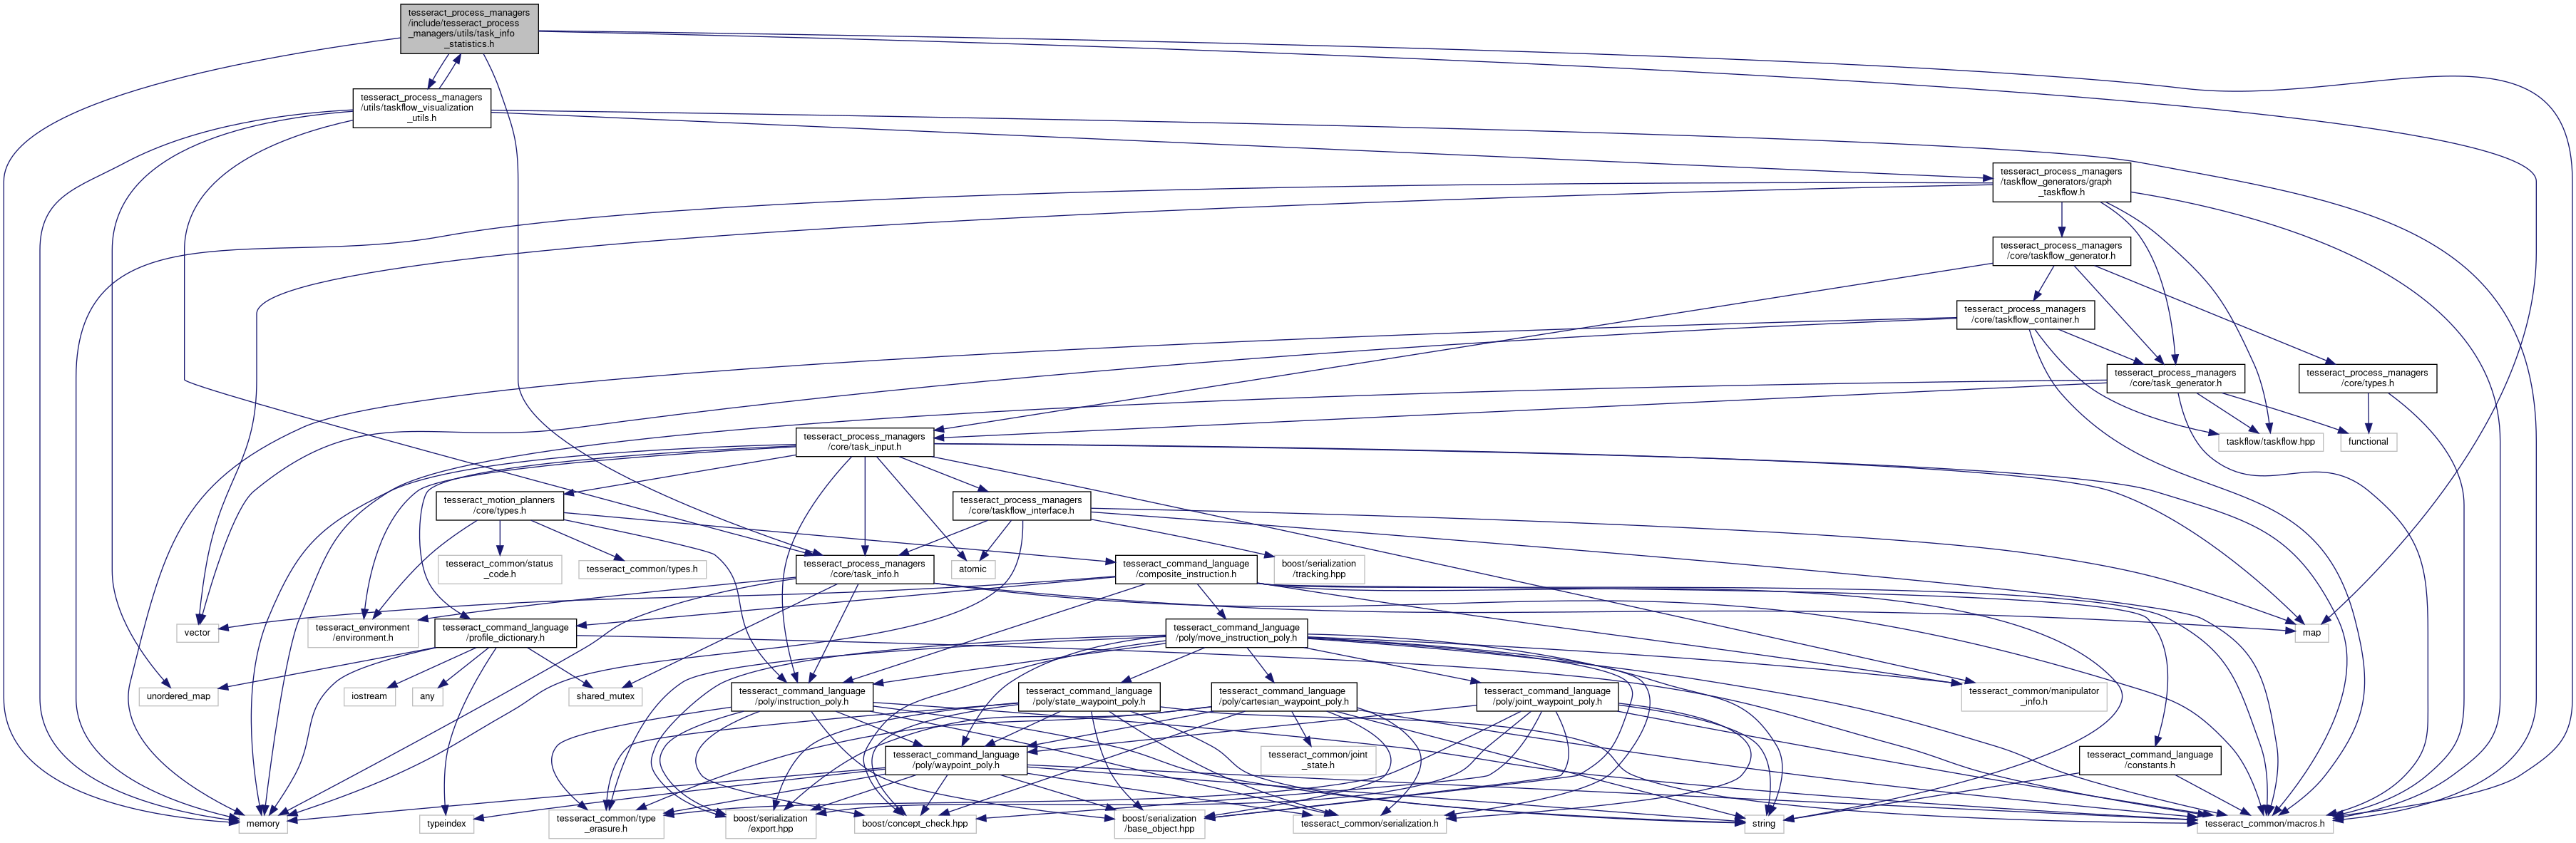 tesseract_process_managers
/include/tesseract_process
_managers/utils/task_info
_statistics.h
tesseract_process_managers
/utils/taskflow_visualization
_utils.h
tesseract_process_managers
/taskflow_generators/graph
_taskflow.h
tesseract_process_managers
/core/taskflow_generator.h
tesseract_process_managers
/core/taskflow_container.h
tesseract_process_managers
/core/task_generator.h
tesseract_process_managers
/core/types.h
tesseract_process_managers
/core/task_input.h
taskflow/taskflow.hpp
functional
tesseract_motion_planners
/core/types.h
tesseract_process_managers
/core/taskflow_interface.h
tesseract_common/status
_code.h
tesseract_common/types.h
tesseract_process_managers
/core/task_info.h
atomic
tesseract_command_language
/composite_instruction.h
boost/serialization
/tracking.hpp
vector
tesseract_environment
/environment.h
tesseract_command_language
/profile_dictionary.h
tesseract_command_language
/poly/move_instruction_poly.h
map
unordered_map
iostream
any
shared_mutex
tesseract_command_language
/poly/instruction_poly.h
tesseract_command_language
/poly/state_waypoint_poly.h
tesseract_command_language
/poly/cartesian_waypoint_poly.h
tesseract_command_language
/poly/joint_waypoint_poly.h
tesseract_common/manipulator
_info.h
tesseract_command_language
/poly/waypoint_poly.h
tesseract_common/joint
_state.h
tesseract_command_language
/constants.h
memory
typeindex
tesseract_common/type
_erasure.h
boost/serialization
/export.hpp
boost/concept_check.hpp
boost/serialization
/base_object.hpp
tesseract_common/serialization.h
string
tesseract_common/macros.h